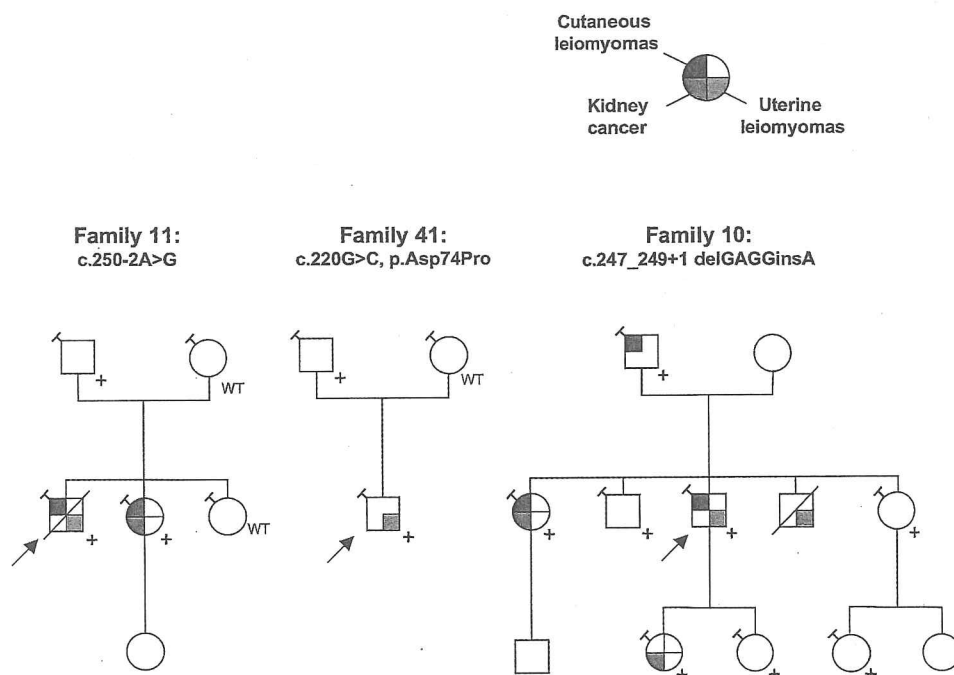 Cutaneous
leiomyomas
Kidney
cancer
Uterine
leiomyomas
Family 11:
c.250-2A>G
Family 41:
c.220G>C, p.Asp74Pro
Family 10:
c.247_249+1 delGAGGinsA
+
WT
+
WT
+
+
+
WT
+
+
+
+
+
+
+
+